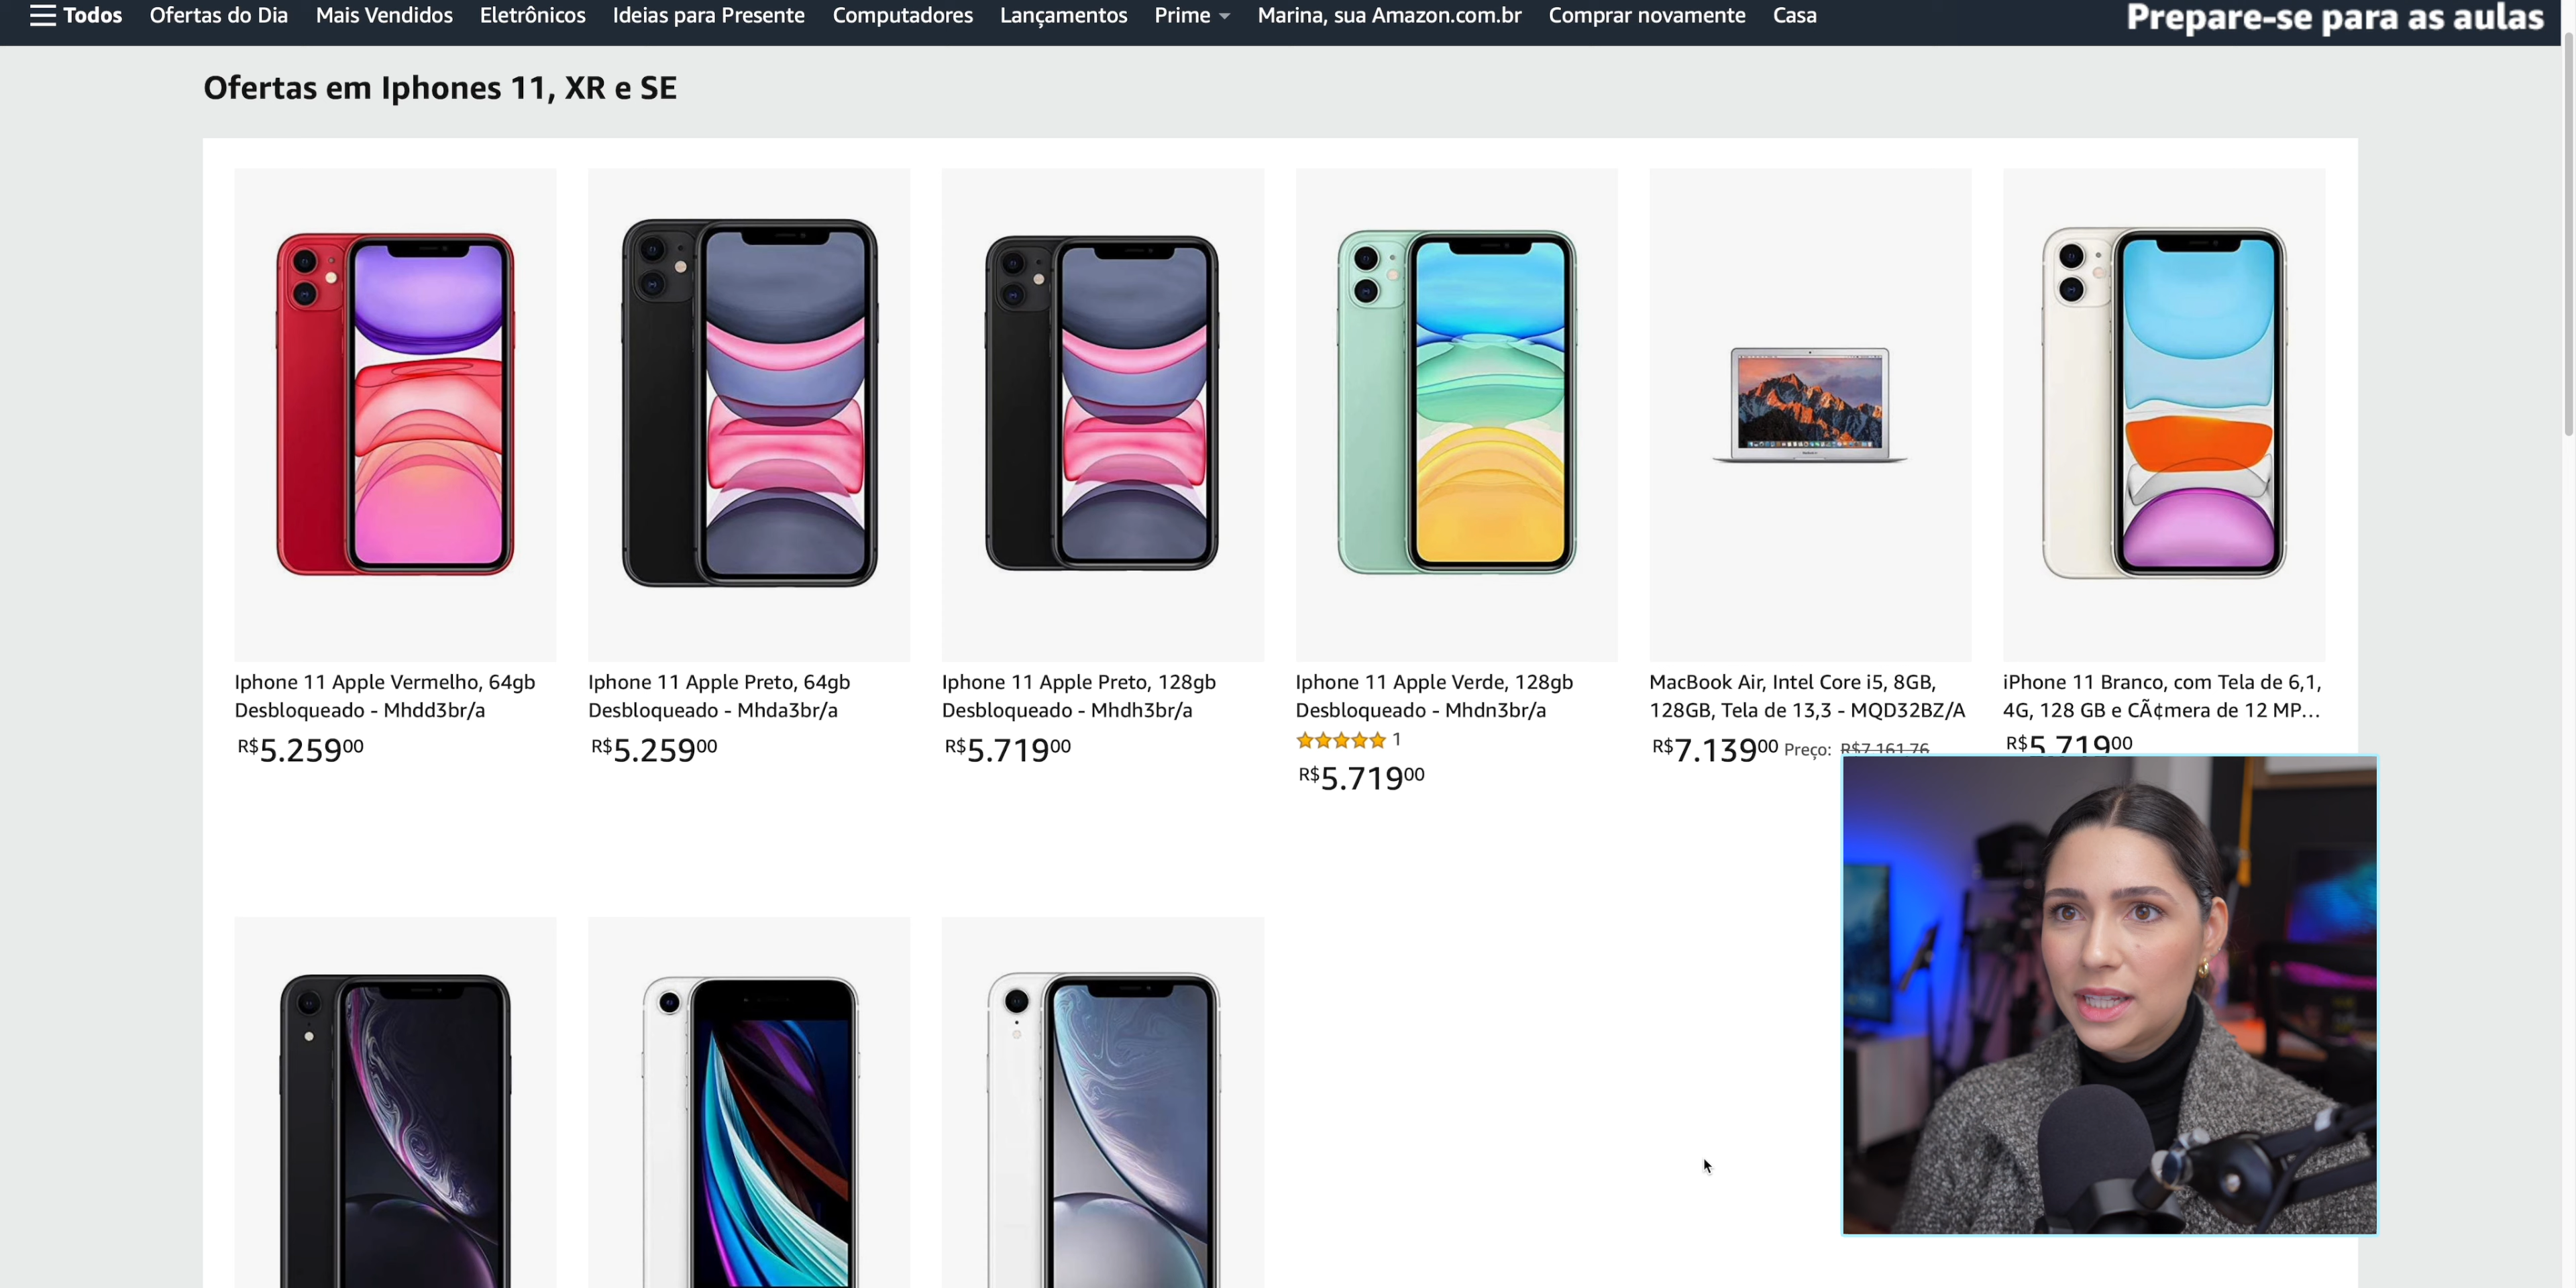 Todos Ofertas do Dia Mais Vendidos Eletrônicos Ideias para Presente Computadores Lançamentos Prime Marina, sua Amazon.com.br Comprar novamente Casa Prepare-se para as aulas
Ofertas em Iphones 11, XR e SE
Iphone 11 Apple Vermelho, 64gb
Desbloqueado - Mhdd3br/a
R$5.25900
Iphone 11 Apple Preto, 64gb
Desbloqueado - Mhda3br/a
R$5.25900
Iphone 11 Apple Preto, 128gb
Desbloqueado - Mhdh3br/a
R$5.71900
Iphone 11 Apple Verde, 128gb
Desbloqueado - Mhdn3br/a
1
R$5.71900
MacBook Air, Intel Core i5, 8GB,
128GB, Tela de 13,3 - MQD32BZ/A
R$7.13900 Preço: R$7.161,76
iPhone 11 Branco, com Tela de 6,1,
4G, 128 GB e CÃ¢mera de 12 MP...
R$5.71900